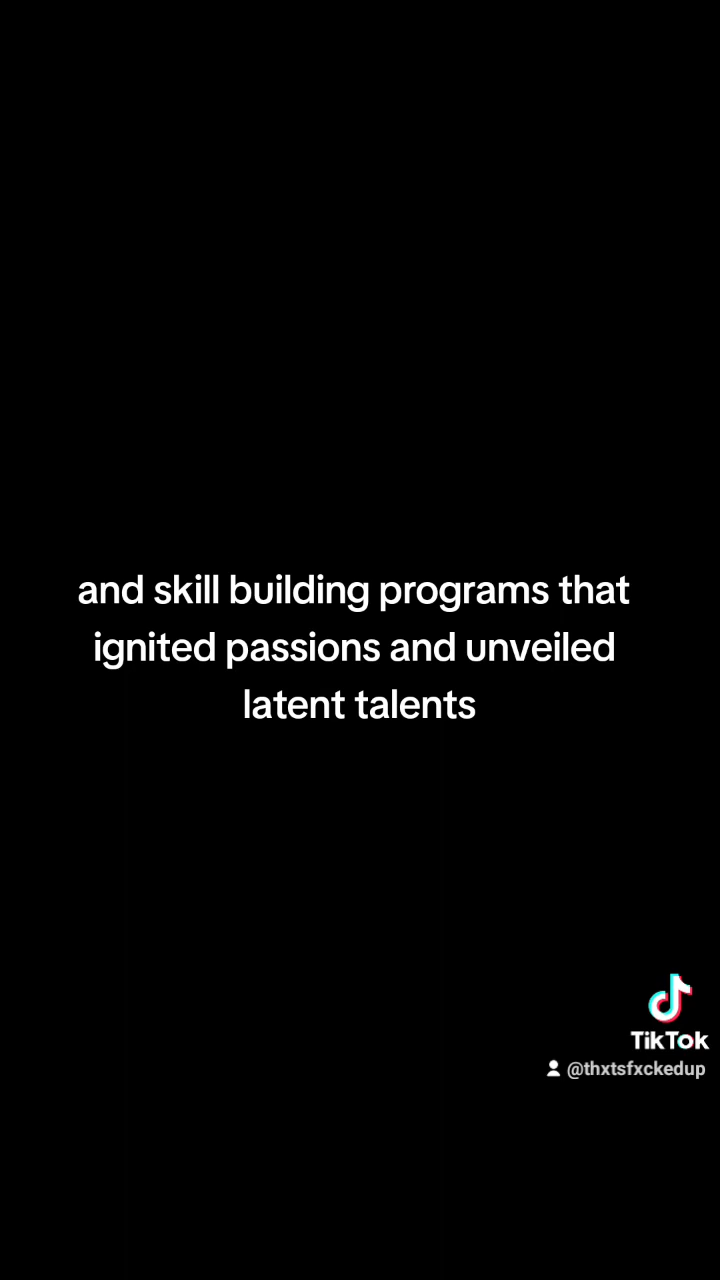 and skill building programs that
ignited passions and unveiled
latent talents
TikTok
@thxtsfxckedup